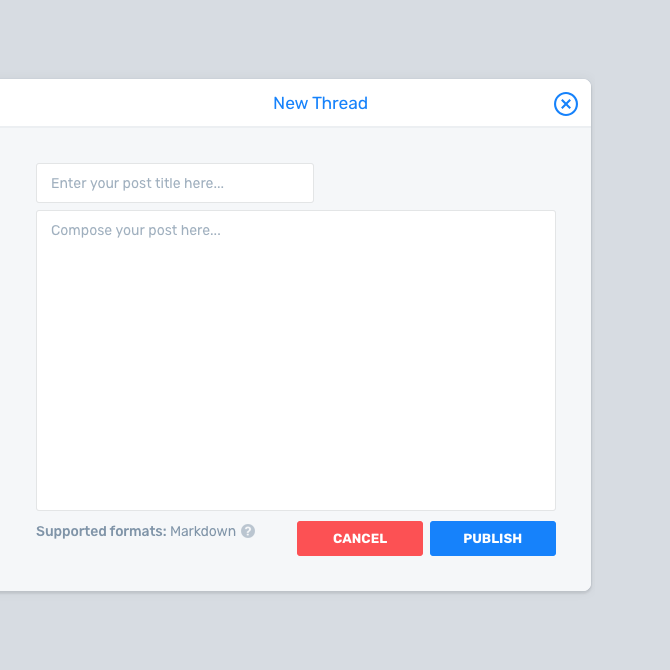 New Thread
Enter your post title here...
Compose your post here...
Supported formats: Markdown ?
CANCEL
PUBLISH